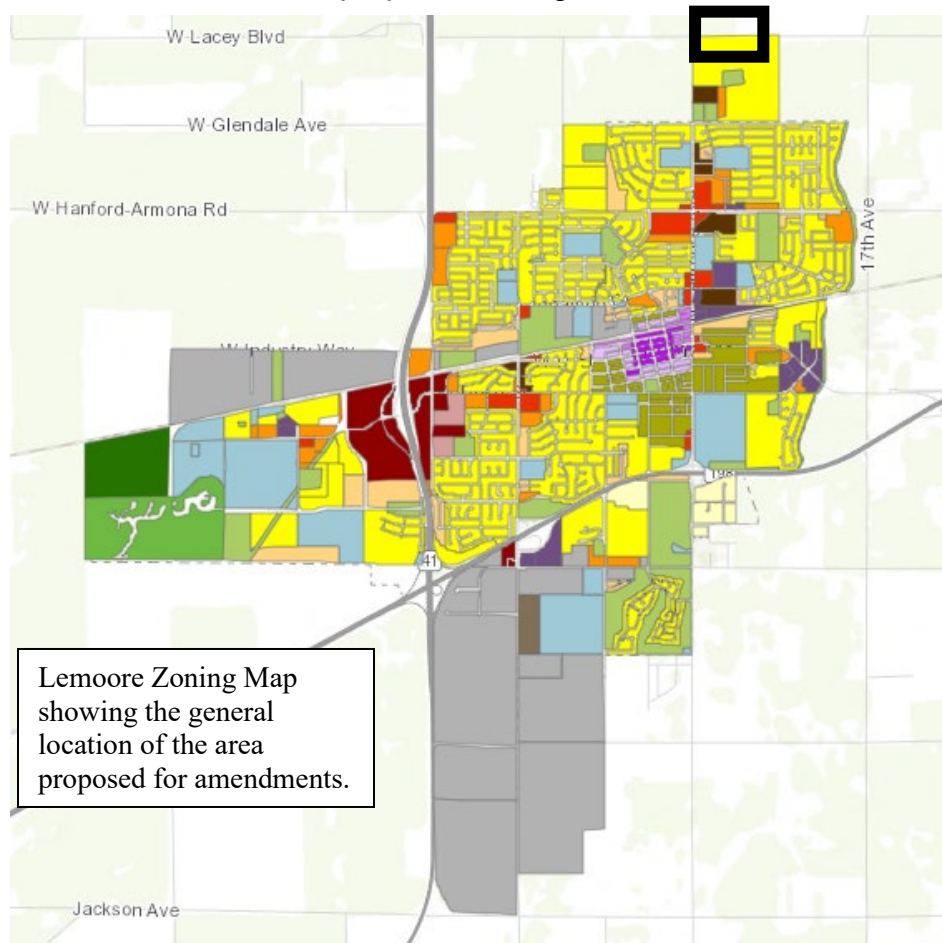 W Lacey Blvd
W Glendale Ave
W Hanford-Armona Rd
17th Ave
W Industry Way
198
41
Lemoore Zoning Map
showing the general
location of the area
proposed for amendments.
Jackson Ave